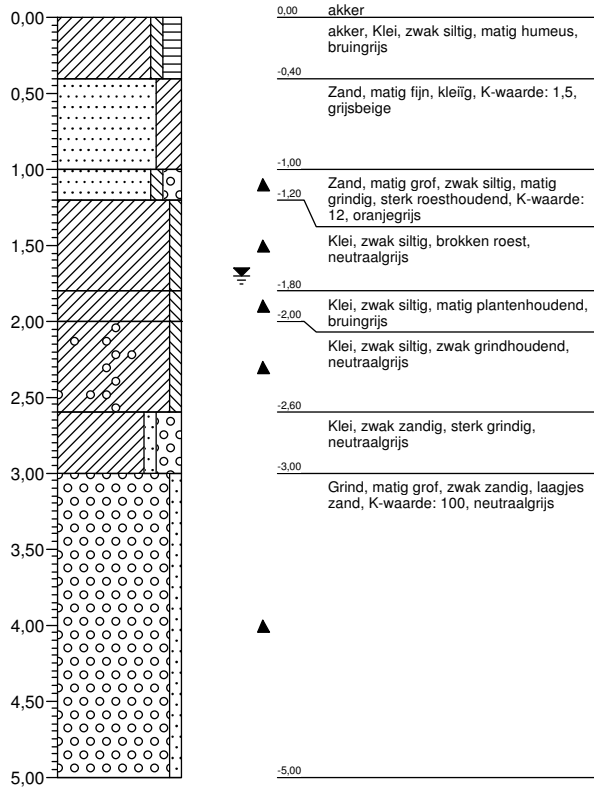 0,00
0,50
1,00
1,50
2,00
2,50
3,00
3,50
4,00
4,50
5,00
0,00
akker
akker, Klei, zwak siltig, matig humeus,
bruingrijs
-0,40
Zand, matig fijn, kleiïg, K-waarde: 1,5,
grijsbeige
-1,00
Zand, matig grof, zwak siltig, matig
grindig, sterk roesthoudend, K-waarde:
12, oranjegrijs
-1,20
Klei, zwak siltig, brokken roest,
neutraalgrijs
-1,80
Klei, zwak siltig, matig plantenhoudend,
bruingrijs
-2,00
Klei, zwak siltig, zwak grindhoudend,
neutraalgrijs
-2,60
Klei, zwak zandig, sterk grindig,
neutraalgrijs
-3,00
Grind, matig grof, zwak zandig, laagjes
zand, K-waarde: 100, neutraalgrijs
-5,00